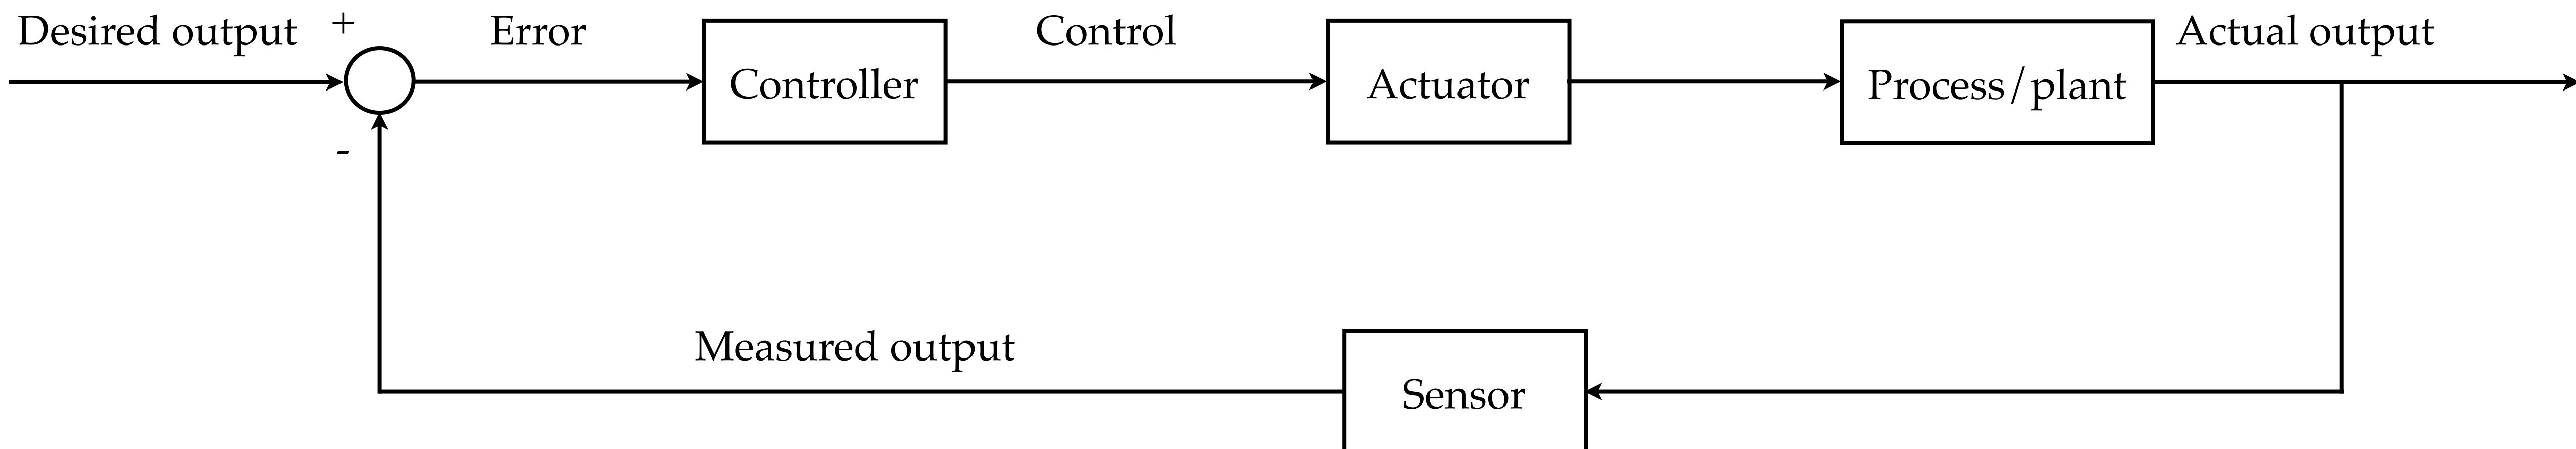 Desired output
+
Error
Controller
Control
Actuator
Process/plant
Actual output
-
Measured output
Sensor